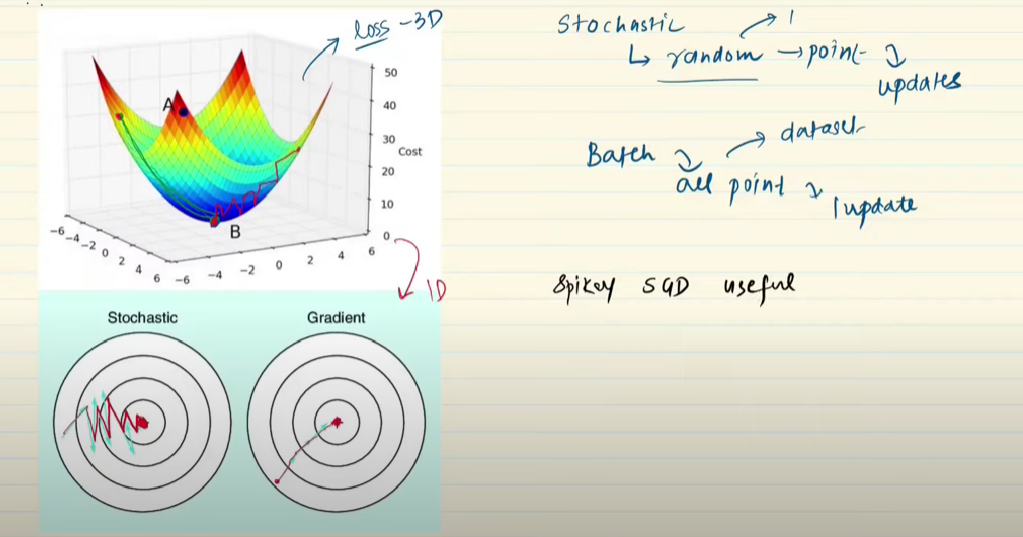 loss - 3D
A
B
50
40
30
Cost
20
10
0
-6 -4 -2 0 2 4 6
-6 -4 -2 0 2 4 6
1D
Stochastic
Gradient
Stochastic
1
↳ random → point
updates
Batch
→ dataset
all point
1 update
Spikey SGD useful